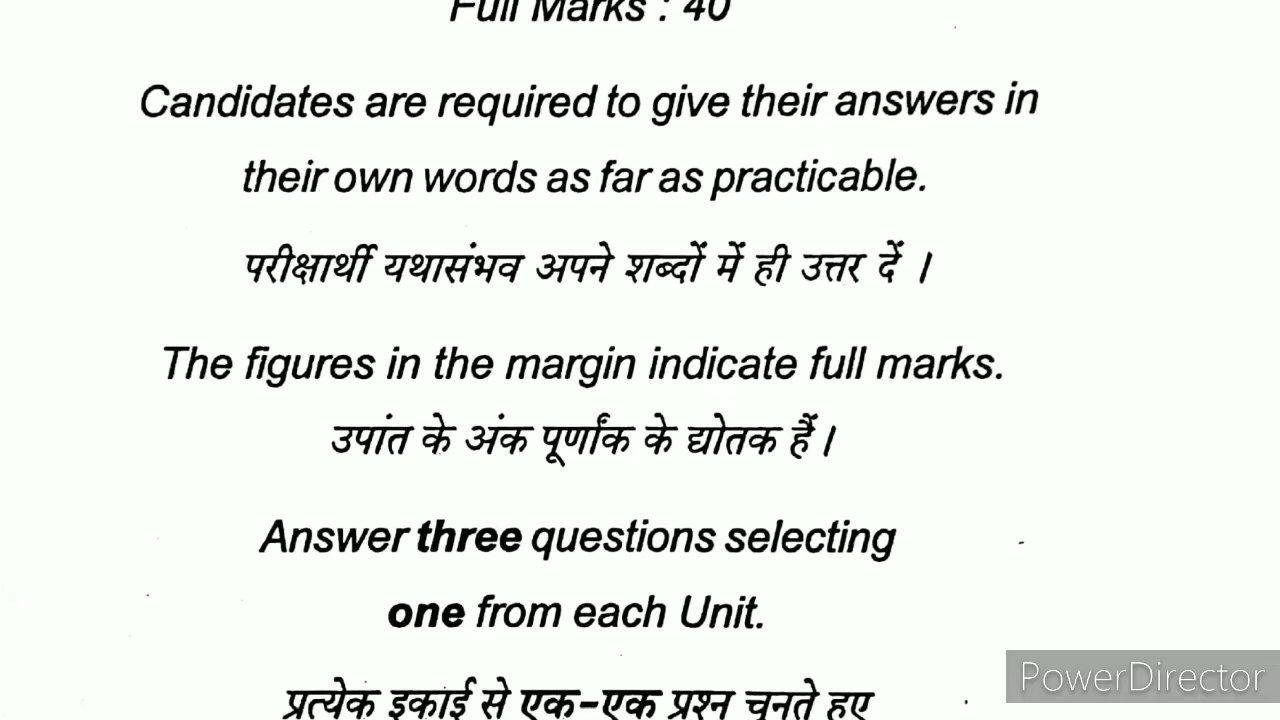 Full Marks : 40
Candidates are required to give their answers in
their own words as far as practicable.
परीक्षार्थी यथासंभव अपने शब्दों में ही उत्तर दें ।
The figures in the margin indicate full marks.
उपांत के अंक पूर्णांक के द्योतक हैं।
Answer three questions selecting
one from each Unit.
प्रत्येक इकाई से एक-एक प्रश्न चुनते हुए
PowerDirector